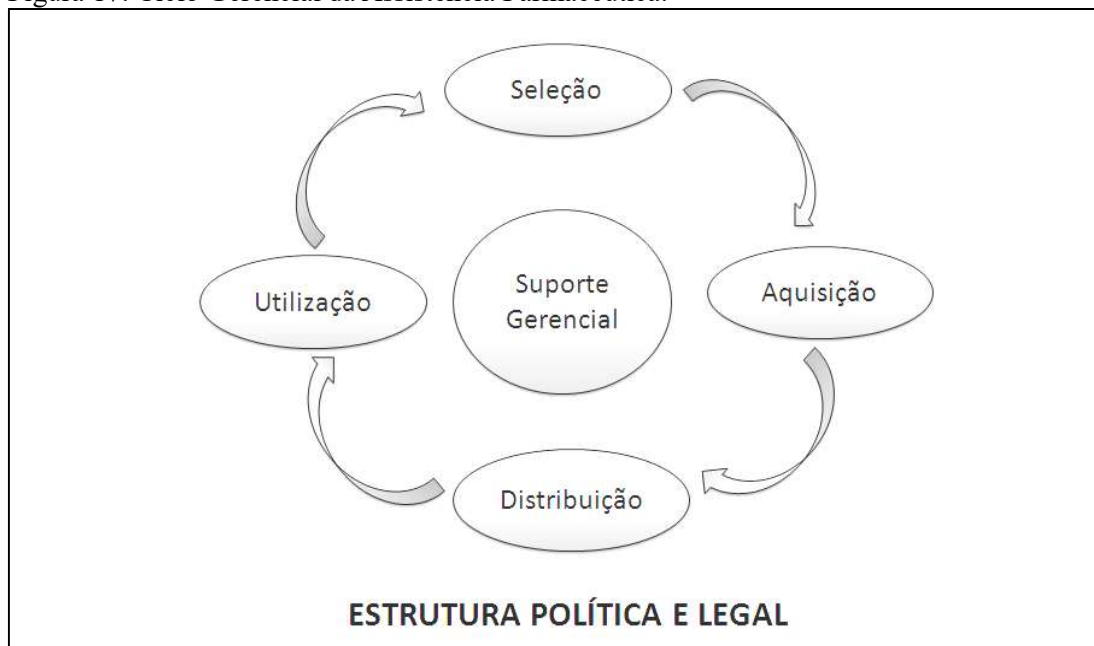 Seleção
Utilização
Suporte
Gerencial
Aquisição
Distribuição
ESTRUTURA POLÍTICA E LEGAL